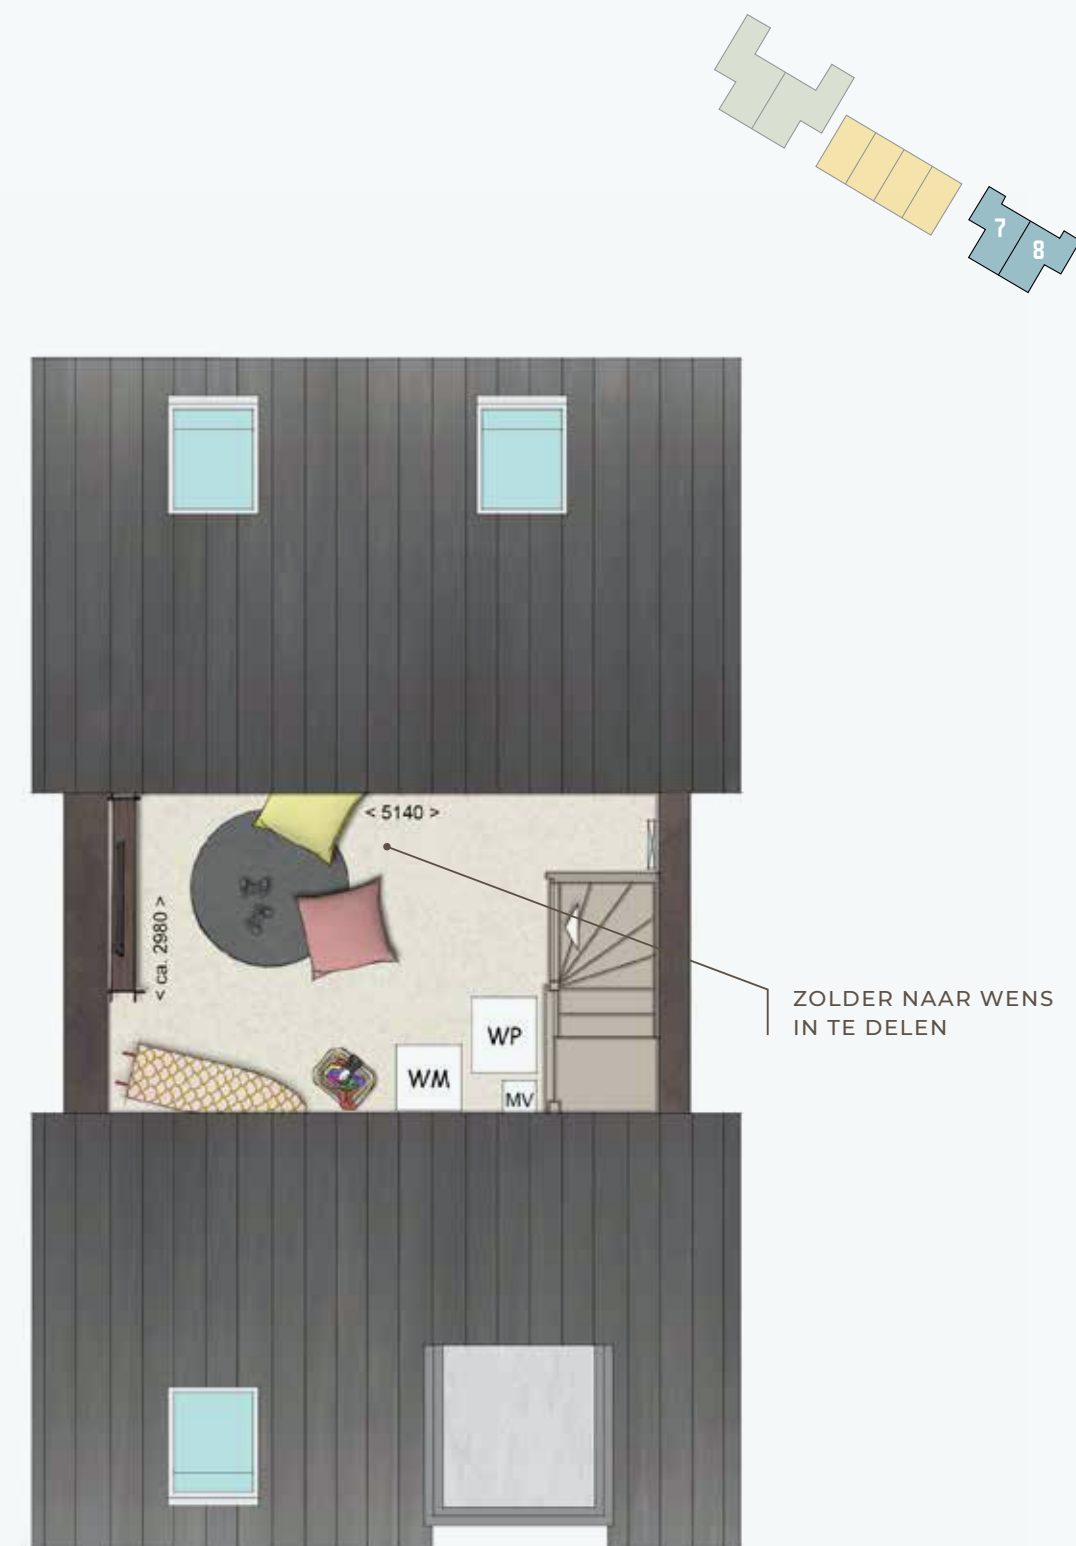 7
8
< 5140 >
< ca. 2980 >
ZOLDER NAAR WENS
IN TE DELEN
WP
WM
MV